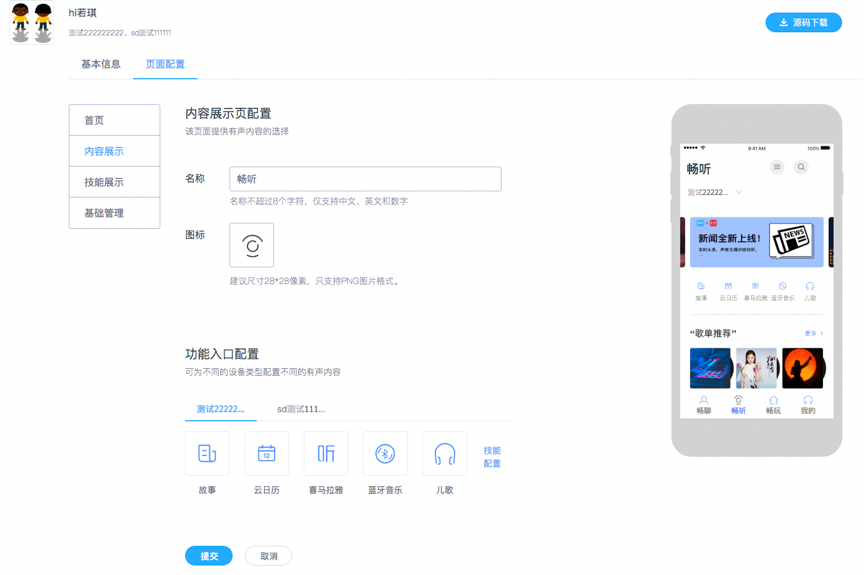 hi若琪
测试222222222、sd测试111111
源码下载
基本信息
页面配置
首页
内容展示
技能展示
基础管理
内容展示页配置
该页面提供有声内容的选择
名称
畅听
名称不超过8个字符，仅支持中文、英文和数字
图标
建议尺寸28*28像素，只支持PNG图片格式。
功能入口配置
可为不同的设备类型配置不同的有声内容
测试22222...
sd测试111...
12
故事
云日历
喜马拉雅
蓝牙音乐
儿歌
技能
配置
提交
取消
9:41 AM
100%
畅听
测试22222...
新闻全新上线!
NEWS
故事
云日历
喜马拉雅
蓝牙音乐
儿歌
“歌单推荐”
更多
畅聊
畅听
畅玩
我的